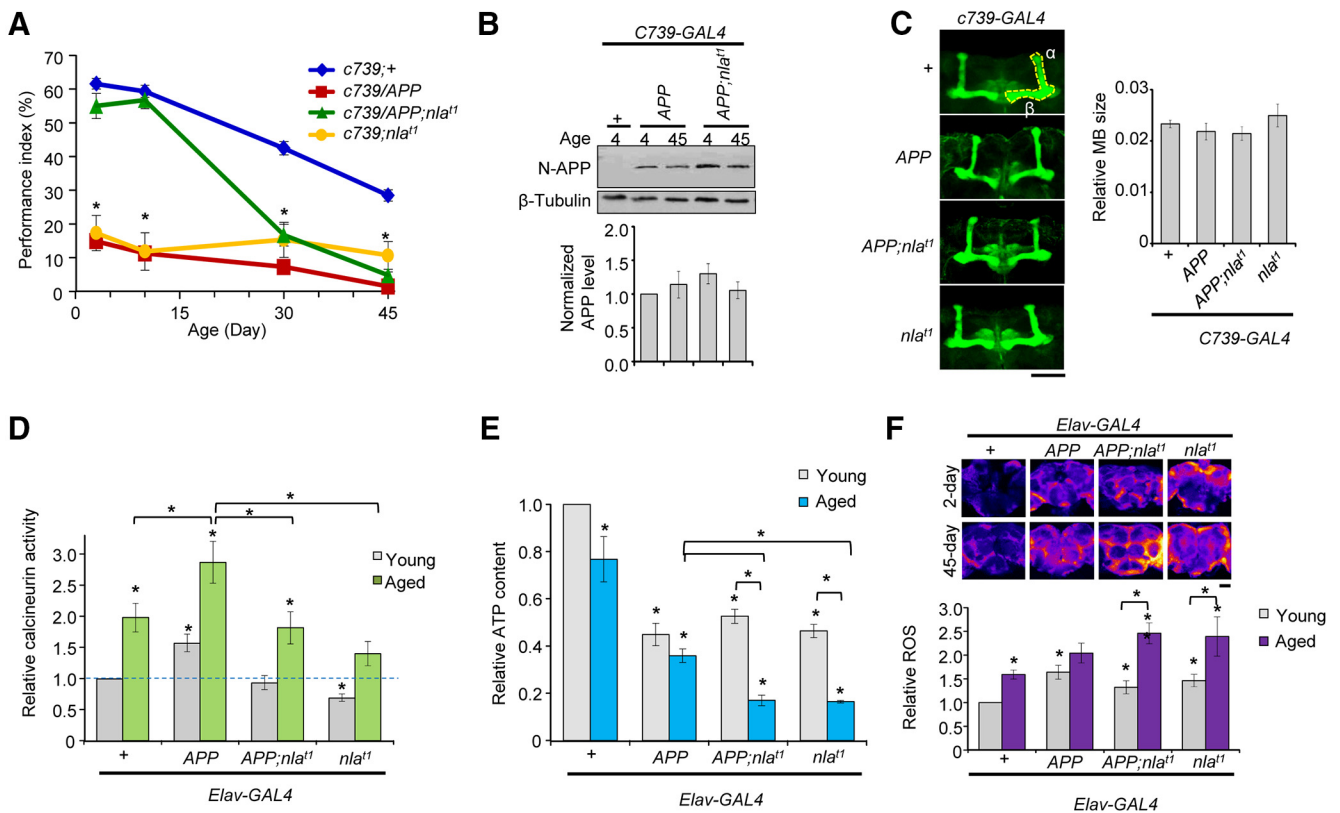 A
Performance index (%)
70
60
50
40
30
20
10
0
0 15 30 45
Age (Day)
c739;+
c739/APP
c739/APP;nla^t1
c739;nla^t1
* * * *
B
C739-GAL4
+ APP APP;nla^t1
Age 4 4 45 4 45
N-APP
β-Tubulin
Normalized
APP level
2.0
1.5
1.0
0.5
0.0
C
c739-GAL4
+
α
β
APP
APP;nla^t1
nla^t1
Relative MB size
0.03
0.02
0.01
0.00
+ APP APP;nla^t1 nla^t1
C739-GAL4
D
Relative calcineurin activity
3.0
2.5
2.0
1.5
1.0
0.5
0
Young
Aged
* * *
* * * * *
+ APP APP;nla^t1 nla^t1
Elav-GAL4
E
Relative ATP content
1.0
0.8
0.6
0.4
0.2
0
Young
Aged
* * *
* * * * * * *
+ APP APP;nla^t1 nla^t1
Elav-GAL4
F
Elav-GAL4
+ APP APP;nla^t1 nla^t1
2-day
45-day
Relative ROS
3.0
2.5
2.0
1.5
1.0
0.5
0
Young
Aged
* *
* * * * * * *
+ APP APP;nla^t1 nla^t1
Elav-GAL4